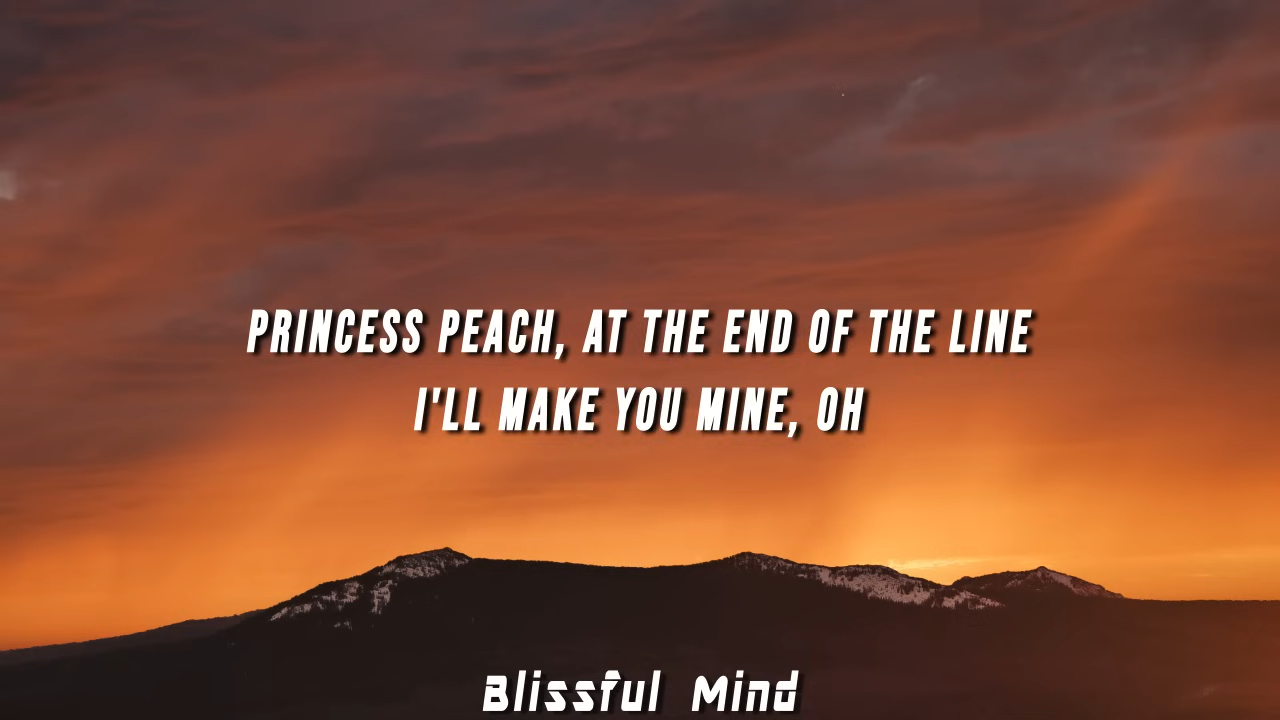 PRINCESS PEACH, AT THE END OF THE LINE
I'LL MAKE YOU MINE, OH
Blissful Mind